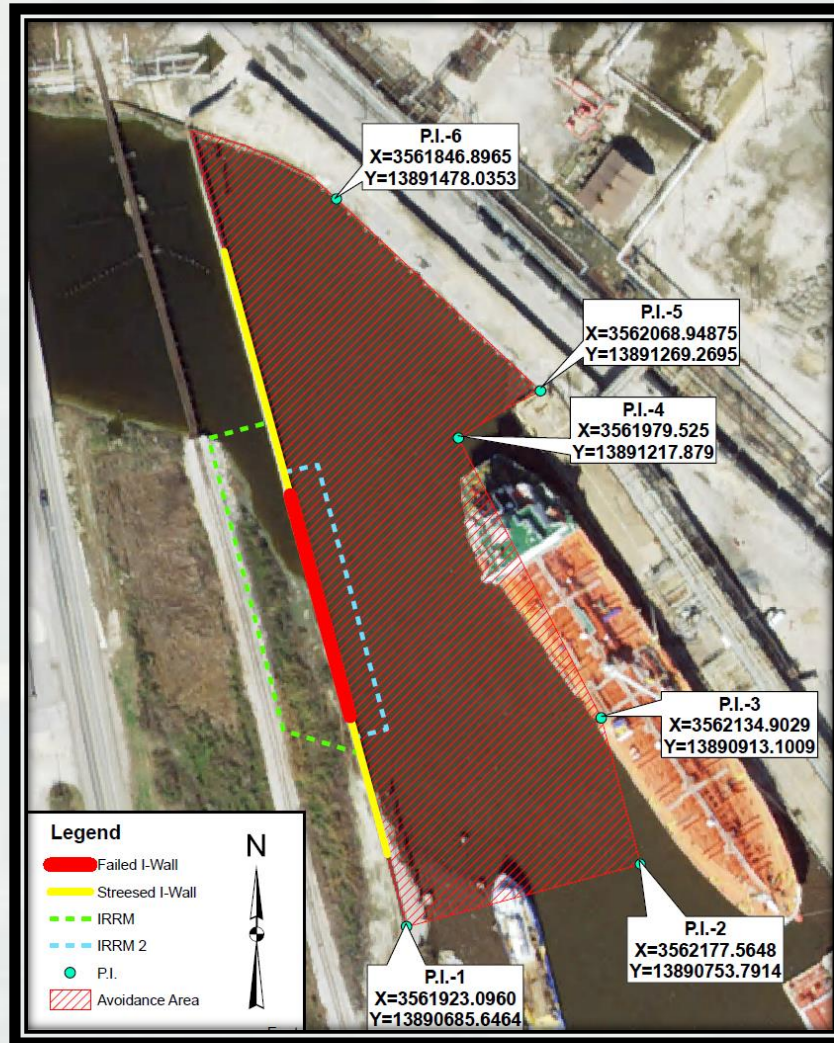 P.I.-6
X=3561846.8965
Y=13891478.0353
P.I.-5
X=3562068.94875
Y=13891269.2695
P.I.-4
X=3561979.525
Y=13891217.879
P.I.-3
X=3562134.9029
Y=13890913.1009
P.I.-2
X=3562177.5648
Y=13890753.7914
P.I.-1
X=3561923.0960
Y=13890685.6464
Legend
N
Failed I-Wall
Streesed I-Wall
IRRM
IRRM 2
P.I.
Avoidance Area